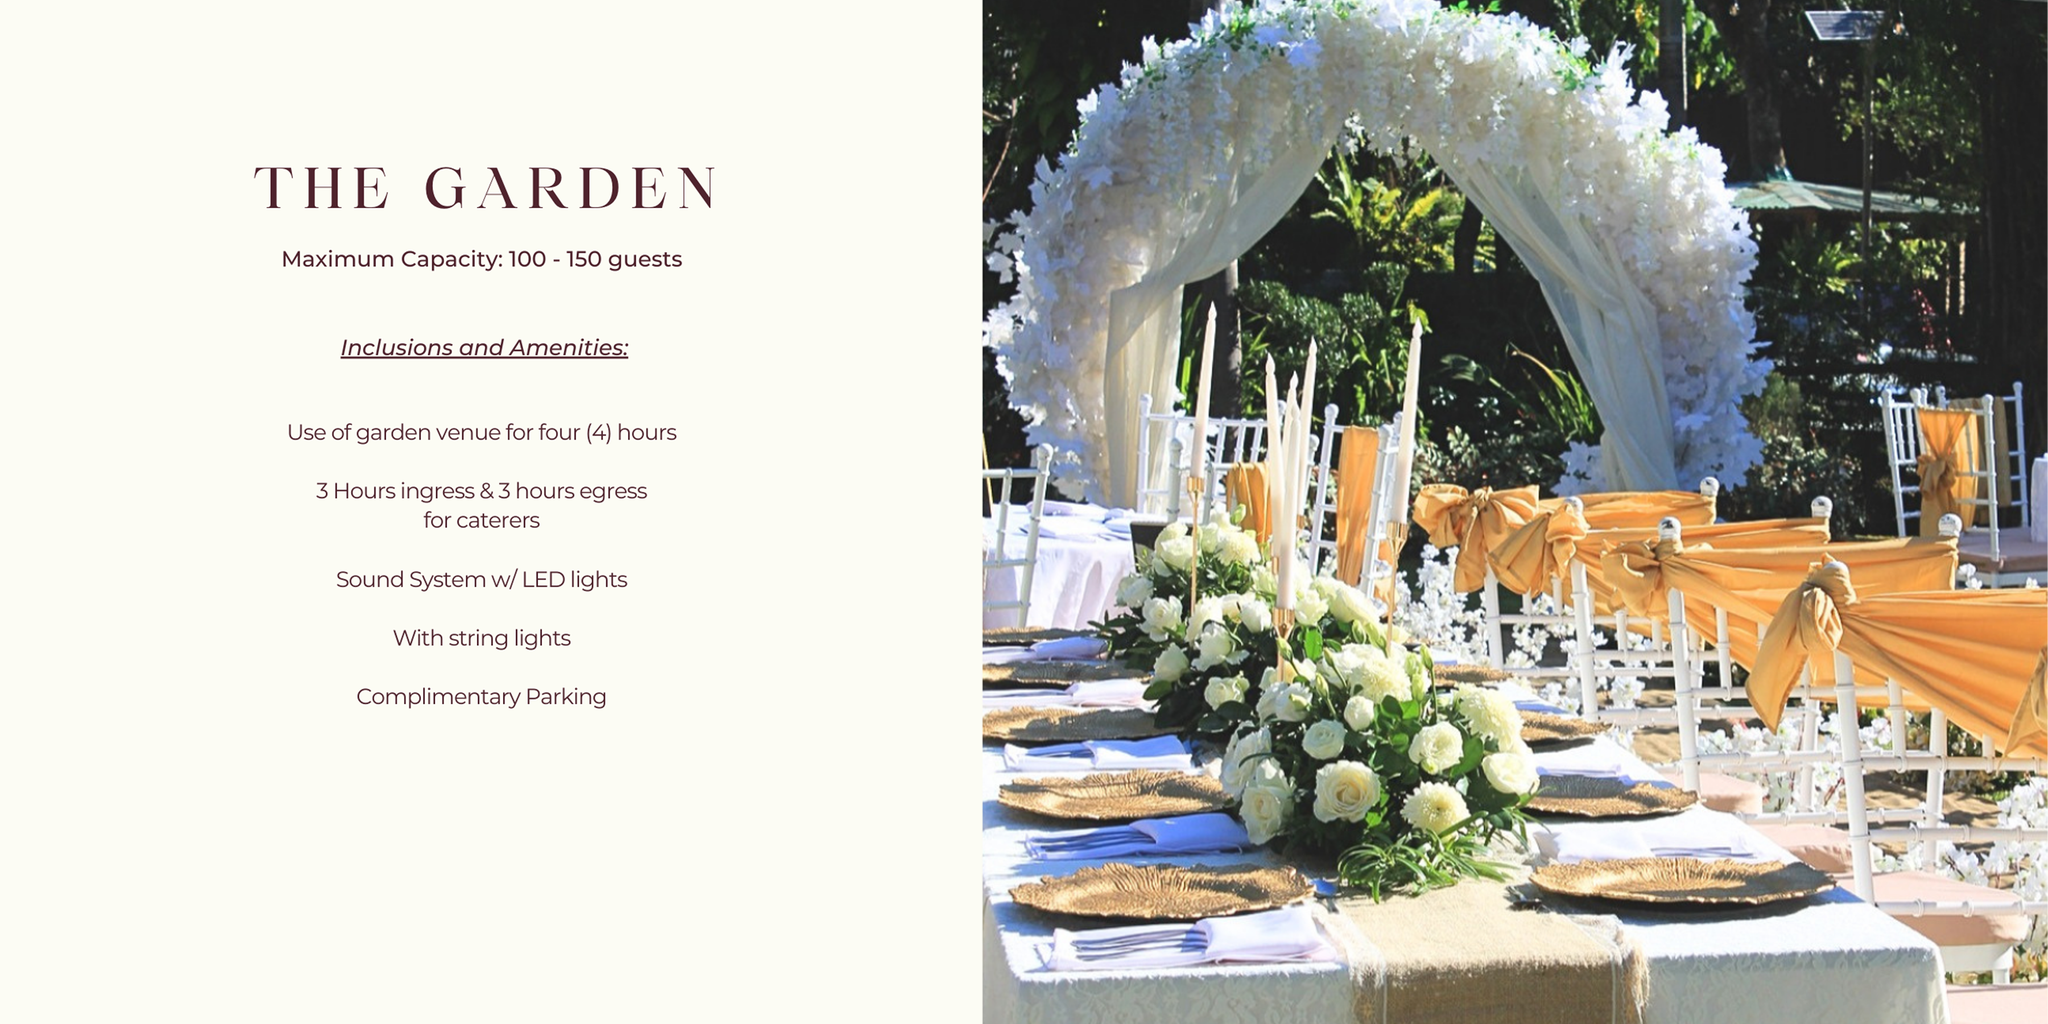 THE GARDEN
Maximum Capacity: 100 - 150 guests
Inclusions and Amenities:
Use of garden venue for four (4) hours
3 Hours ingress & 3 hours egress
for caterers
Sound System w/ LED lights
With string lights
Complimentary Parking